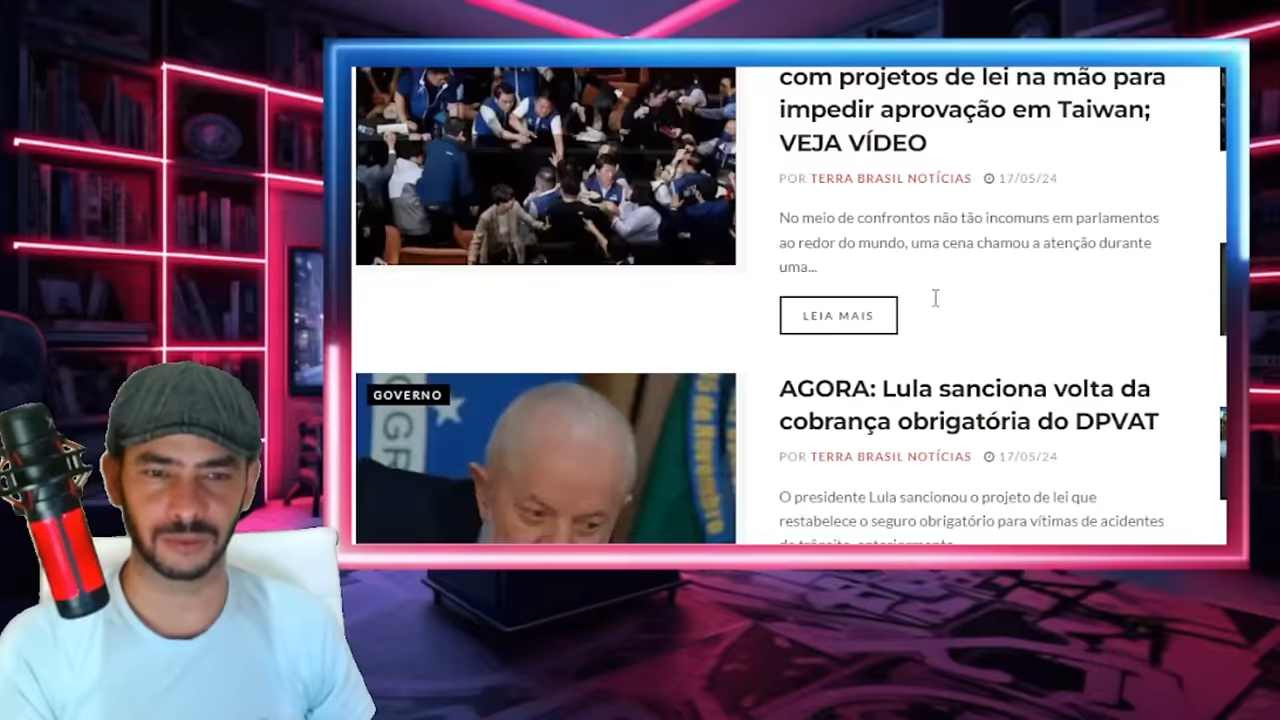 com projetos de lei na mão para
impedir aprovação em Taiwan;
VEJA VÍDEO
POR TERRA BRASIL NOTÍCIAS 17/05/24
No meio de confrontos não tão incomuns em parlamentos
ao redor do mundo, uma cena chamou a atenção durante
uma...
LEIA MAIS
GOVERNO
AGORA: Lula sanciona volta da
cobrança obrigatória do DPVAT
POR TERRA BRASIL NOTÍCIAS 17/05/24
O presidente Lula sancionou o projeto de lei que
restabelece o seguro obrigatório para vítimas de acidentes
de trânsito, anteriormente